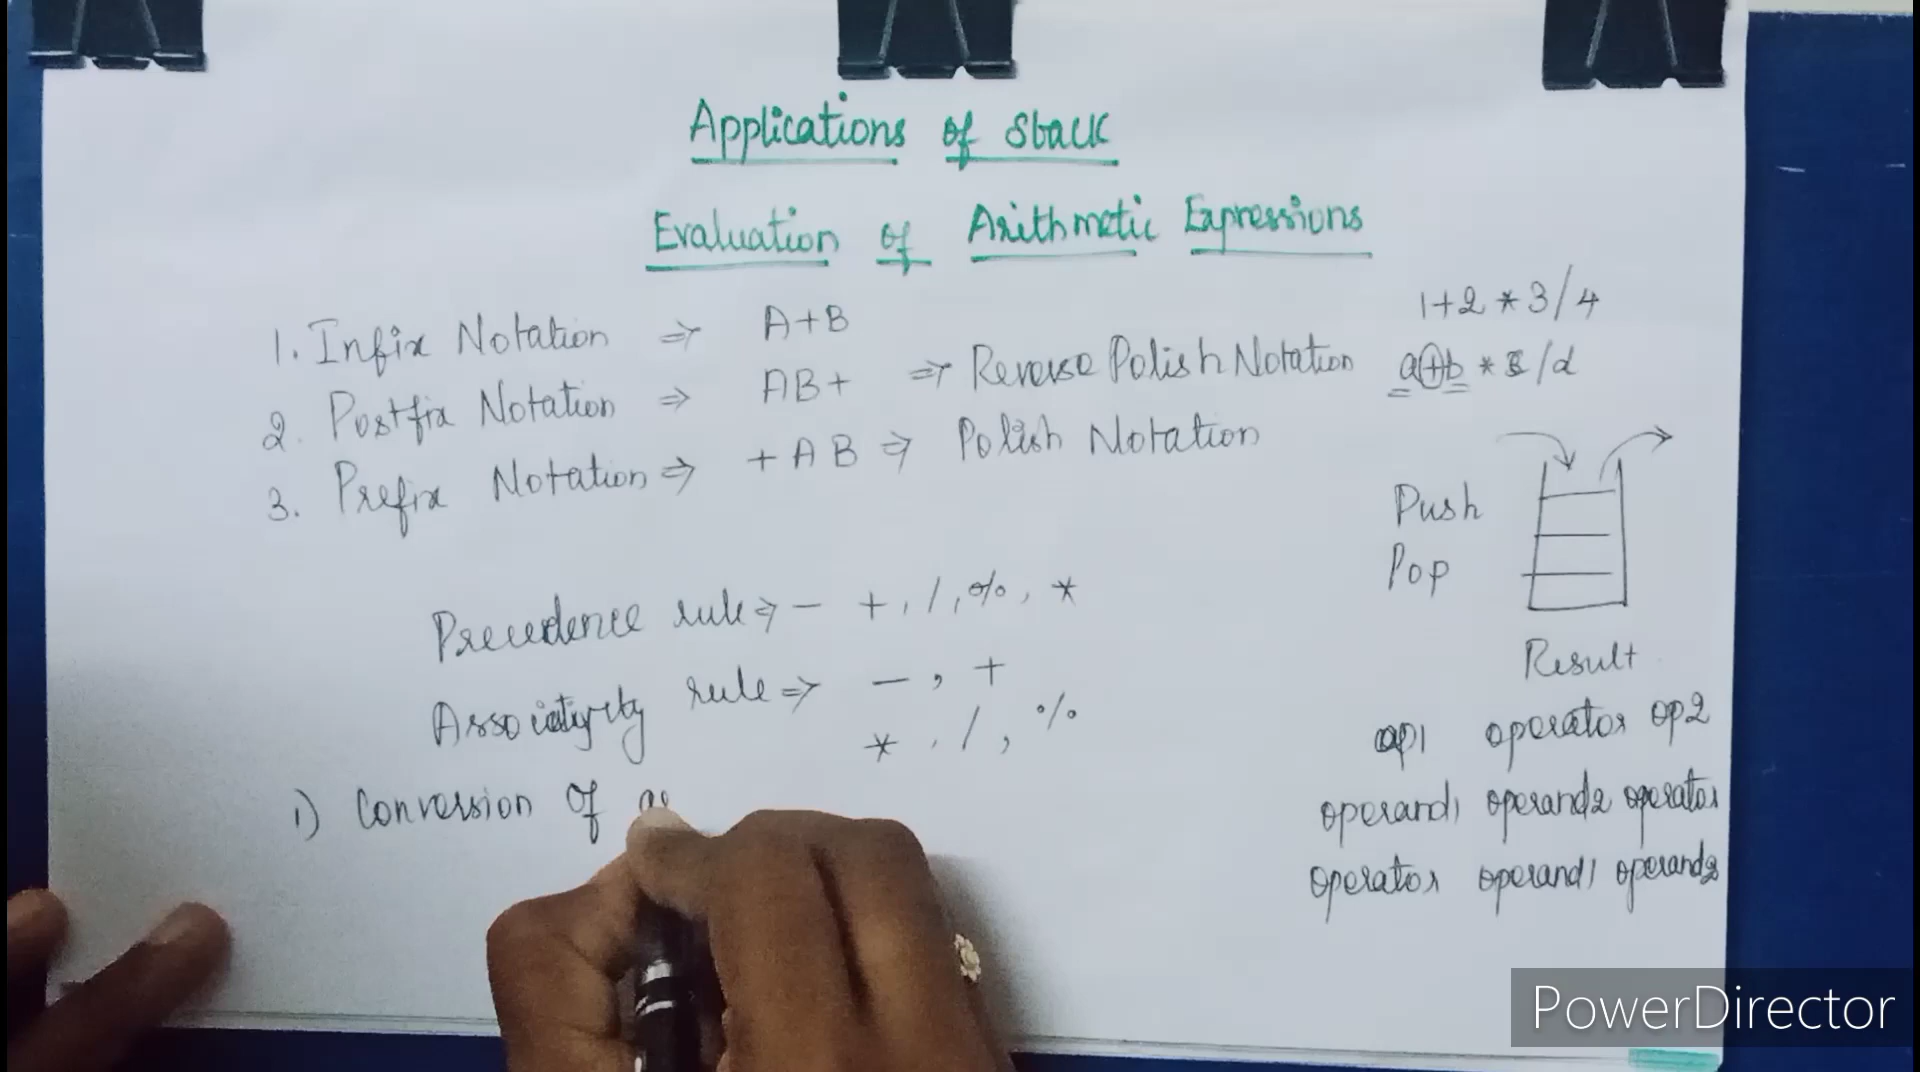 Applications of Stack
Evaluation of Arithmetic Expressions
1. Infix Notation ⇒ A+B
2. Postfix Notation ⇒ AB+ ⇒ Reverse Polish Notation
3. Prefix Notation ⇒ +AB ⇒ Polish Notation
1+2*3/4
a+b * /d
Push
Pop
Precedence rule ⇒ - +, /, %, *
Associativity rule ⇒ -, +
*, /, %
1) Conversion of
Result
op1 operator op2
operand1 operand2 operator
operator operand1 operand2
PowerDirector